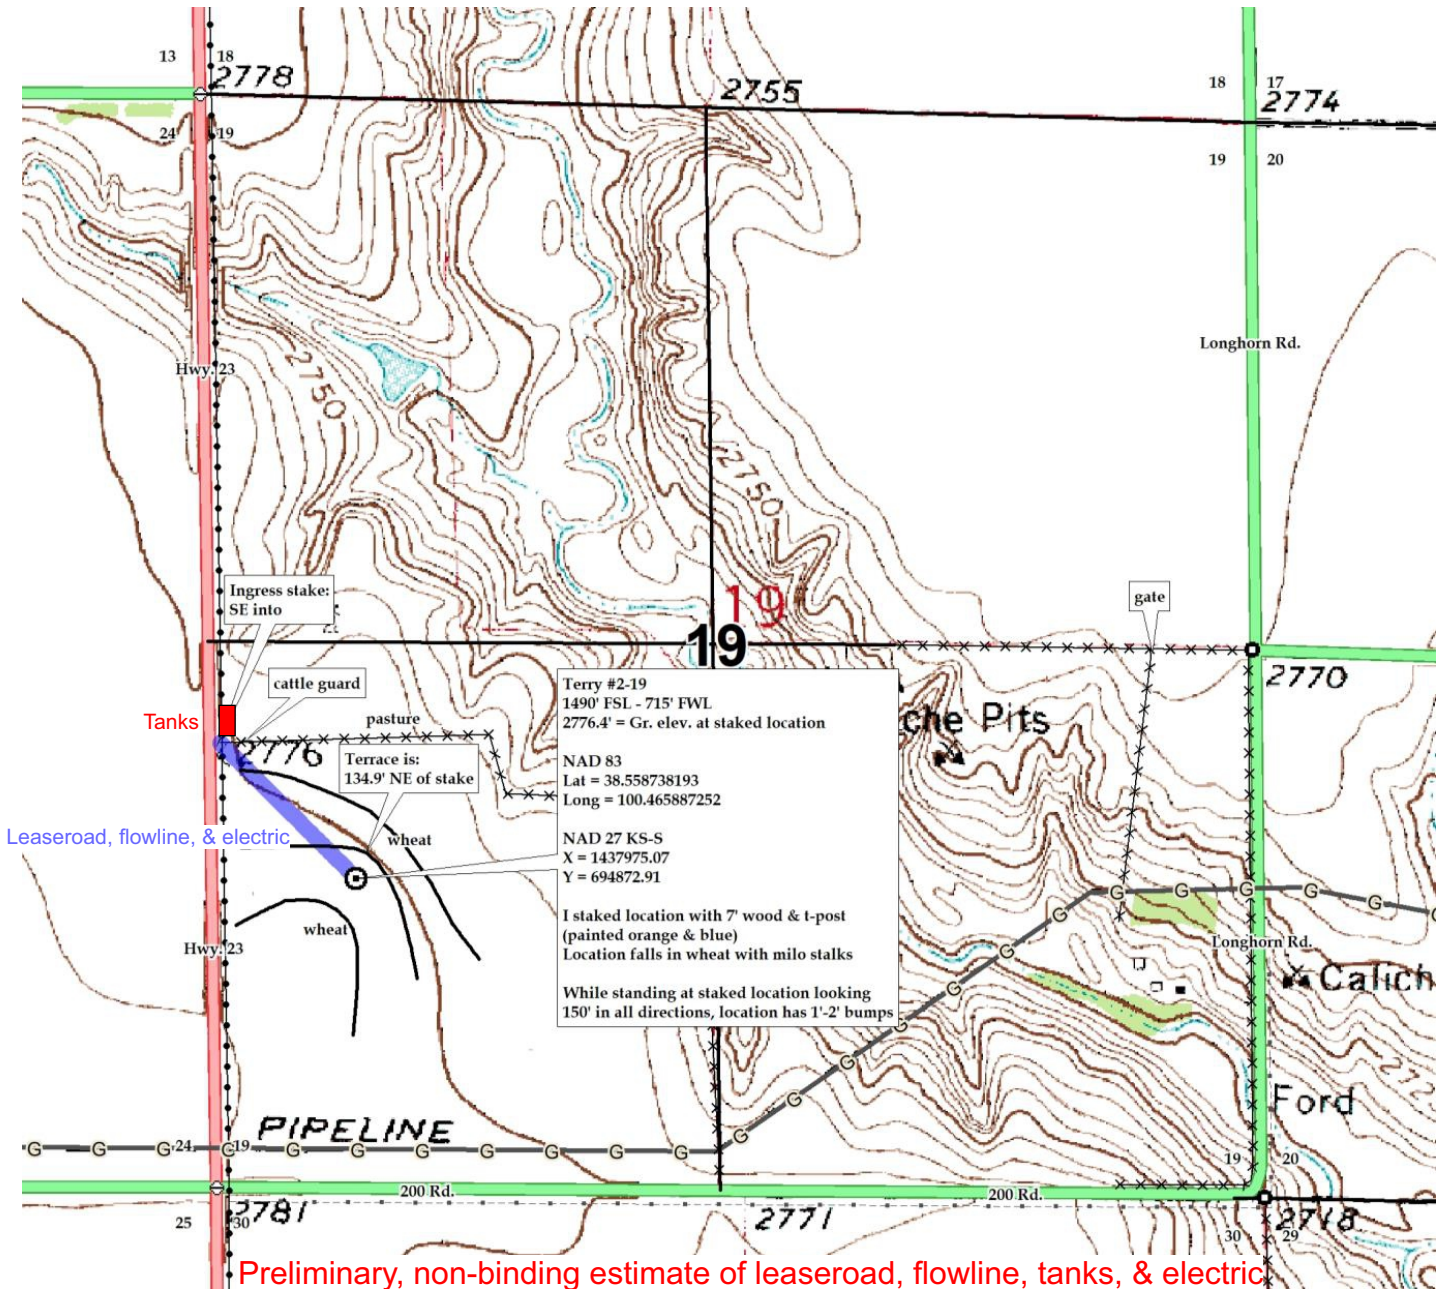 13 18
2778
2755
18 17
2774
24 19
19 20
Longhorn Rd.
2750
Hwy. 23
2750
Ingress stake:
SE into
19
gate
19
cattle guard
2770
Tanks
pasture
2776
Terrace is:
134.9' NE of stake
Terry #2-19
1490' FSL - 715' FWL
2776.4' = Gr. elev. at staked location
NAD 83
Lat = 38.558738193
Long = 100.465887252
NAD 27 KS-S
X = 1437975.07
Y = 694872.91
I staked location with 7' wood & t-post
(painted orange & blue)
Location falls in wheat with milo stalks
While standing at staked location looking
150' in all directions, location has 1'-2' bumps
che Pits
Leaseroad, flowline, & electric
wheat
G G G G G
G
G
G
G
G
G
G
wheat
Hwy. 23
Longhorn Rd.
Calich
Ford
PIPELINE
G G G 24 G 19 G G G G G G G
19 20
200 Rd.
200 Rd.
2781
2771
2718
25 30
30 29
Preliminary, non-binding estimate of leaseroad, flowline, tanks, & electric